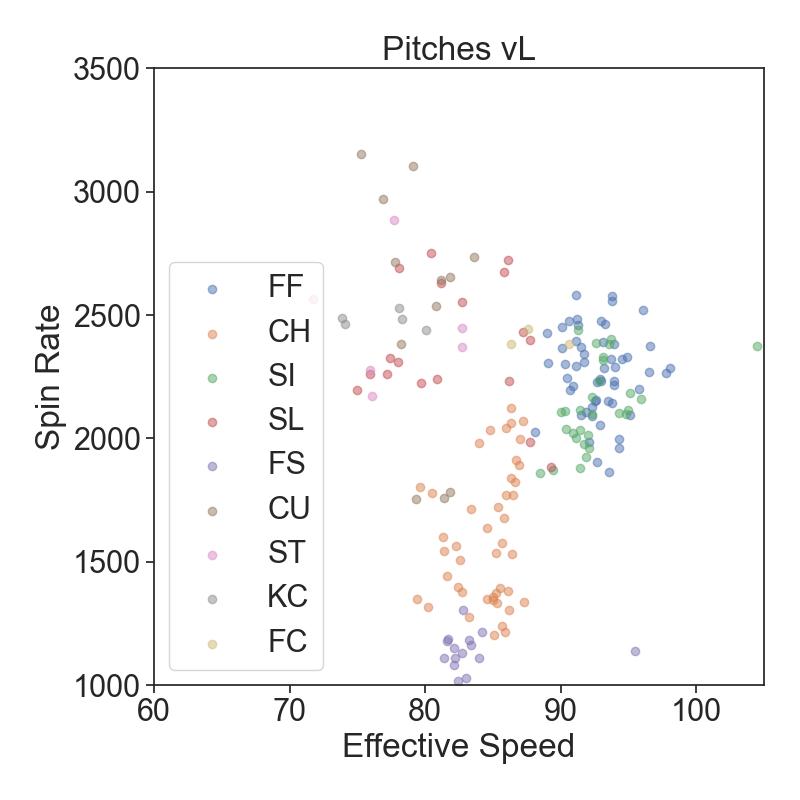 Pitches vL
3500
3000
2500
2000
1500
1000
Spin Rate
FF
CH
SI
SL
FS
CU
ST
KC
FC
60 70 80 90 100
Effective Speed